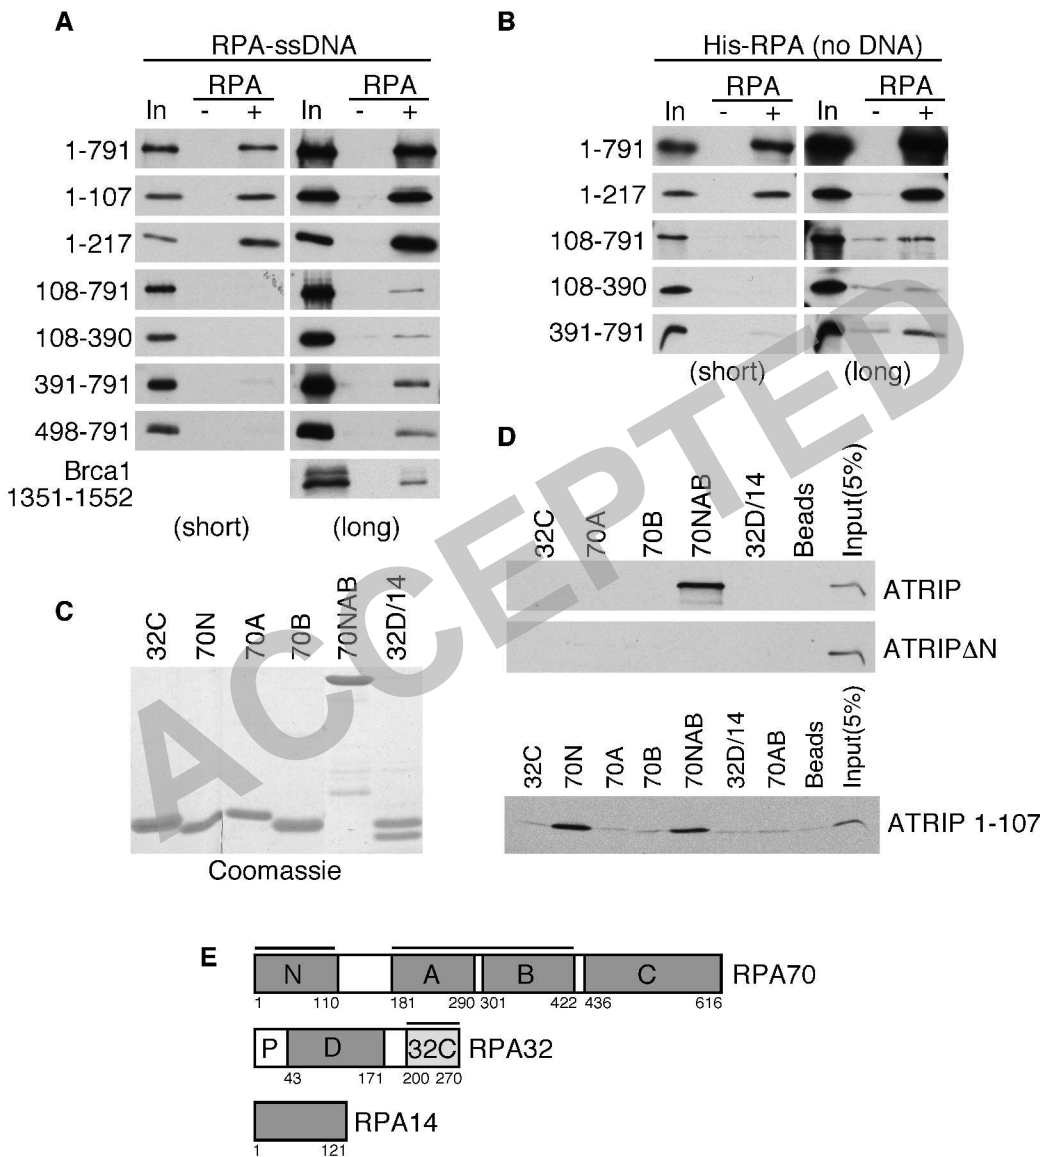 A
RPA-ssDNA
RPA RPA
In - + In - +
1-791
1-107
1-217
108-791
108-390
391-791
498-791
Brca1
1351-1552
(short) (long)
B
His-RPA (no DNA)
RPA RPA
In - + In - +
1-791
1-217
108-791
108-390
391-791
(short) (long)
C
32C 70N 70A 70B 70NAB 32D/14
Coomassie
D
32C 70A 70B 70NAB 32D/14 Beads Input(5%)
ATRIP
ATRIPΔN
32C 70N 70A 70B 70NAB 32D/14 70AB Beads Input(5%)
ATRIP 1-107
E
N A B C RPA70
1 110 181 290 301 422 436 616
P D 32C RPA32
43 171 200 270
RPA14
1 121
ACCEPTED